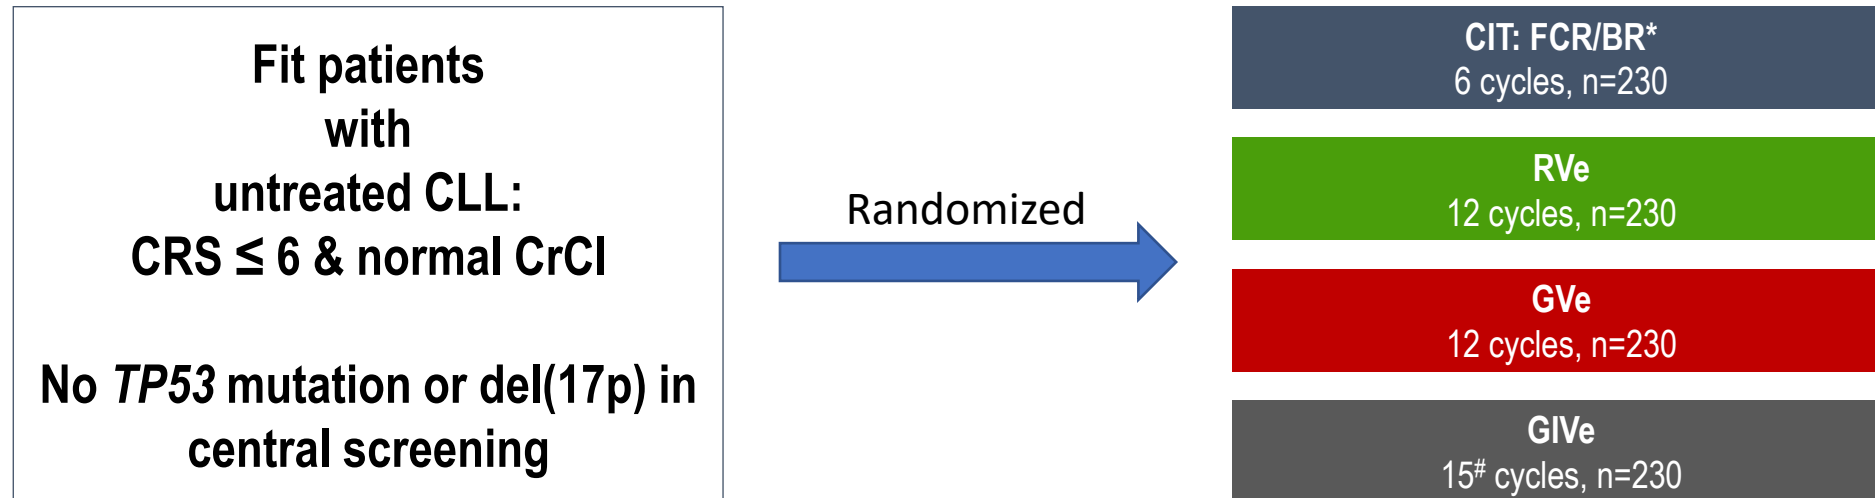 Fit patients
with
untreated CLL:
CRS ≤ 6 & normal CrCl
No TP53 mutation or del(17p) in
central screening
Randomized
CIT: FCR/BR*
6 cycles, n=230
RVe
12 cycles, n=230
GVe
12 cycles, n=230
GIVe
15# cycles, n=230